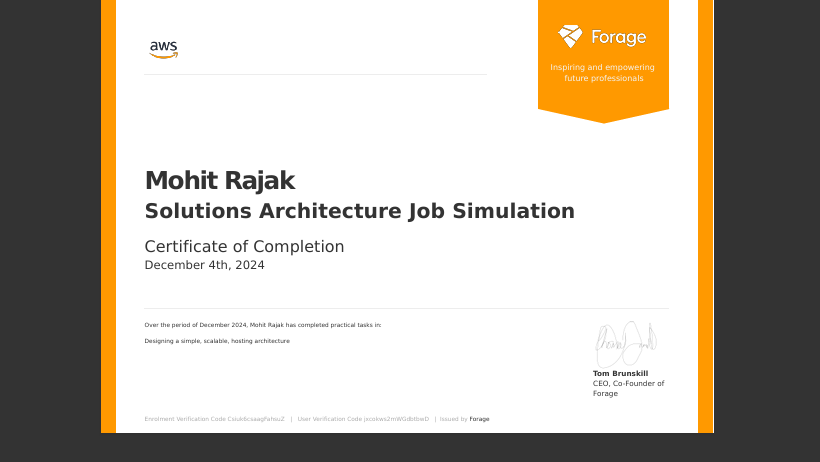 aws
Forage
Inspiring and empowering
future professionals
Mohit Rajak
Solutions Architecture Job Simulation
Certificate of Completion
December 4th, 2024
Over the period of December 2024, Mohit Rajak has completed practical tasks in:
Designing a simple, scalable, hosting architecture
Tom Brunskill
CEO, Co-Founder of
Forage
Enrolment Verification Code | User Verification Code | Issued by Forage